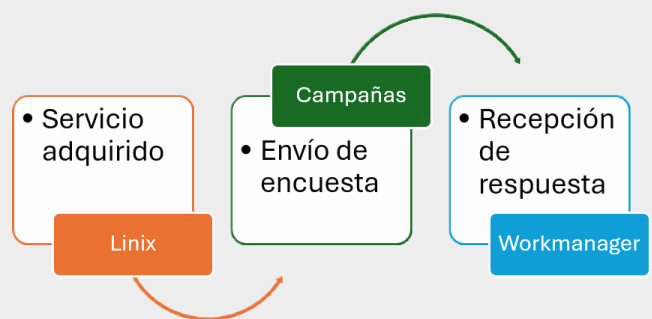 • Servicio
adquirido
Linix
Campañas
• Envío de
encuesta
• Recepción
de
respuesta
Workmanager